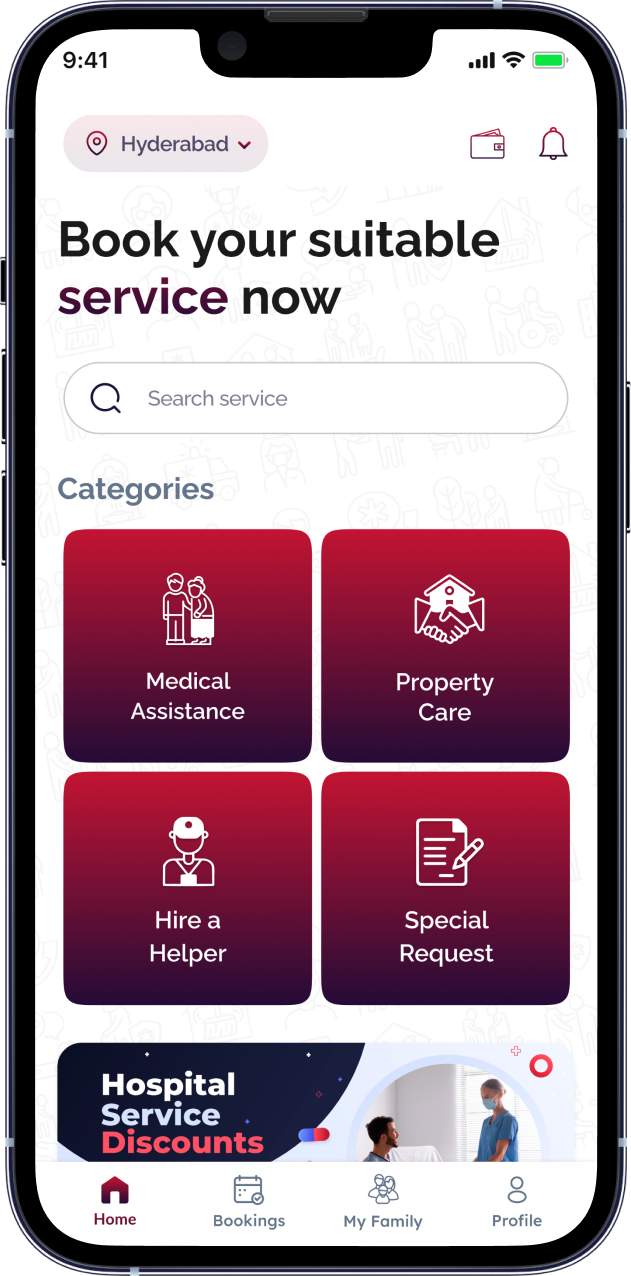 9:41
Hyderabad
Book your suitable
service now
Search service
Categories
Medical
Assistance
Property
Care
Hire a
Helper
Special
Request
Hospital
Service
Discounts
Home
Bookings
My Family
Profile